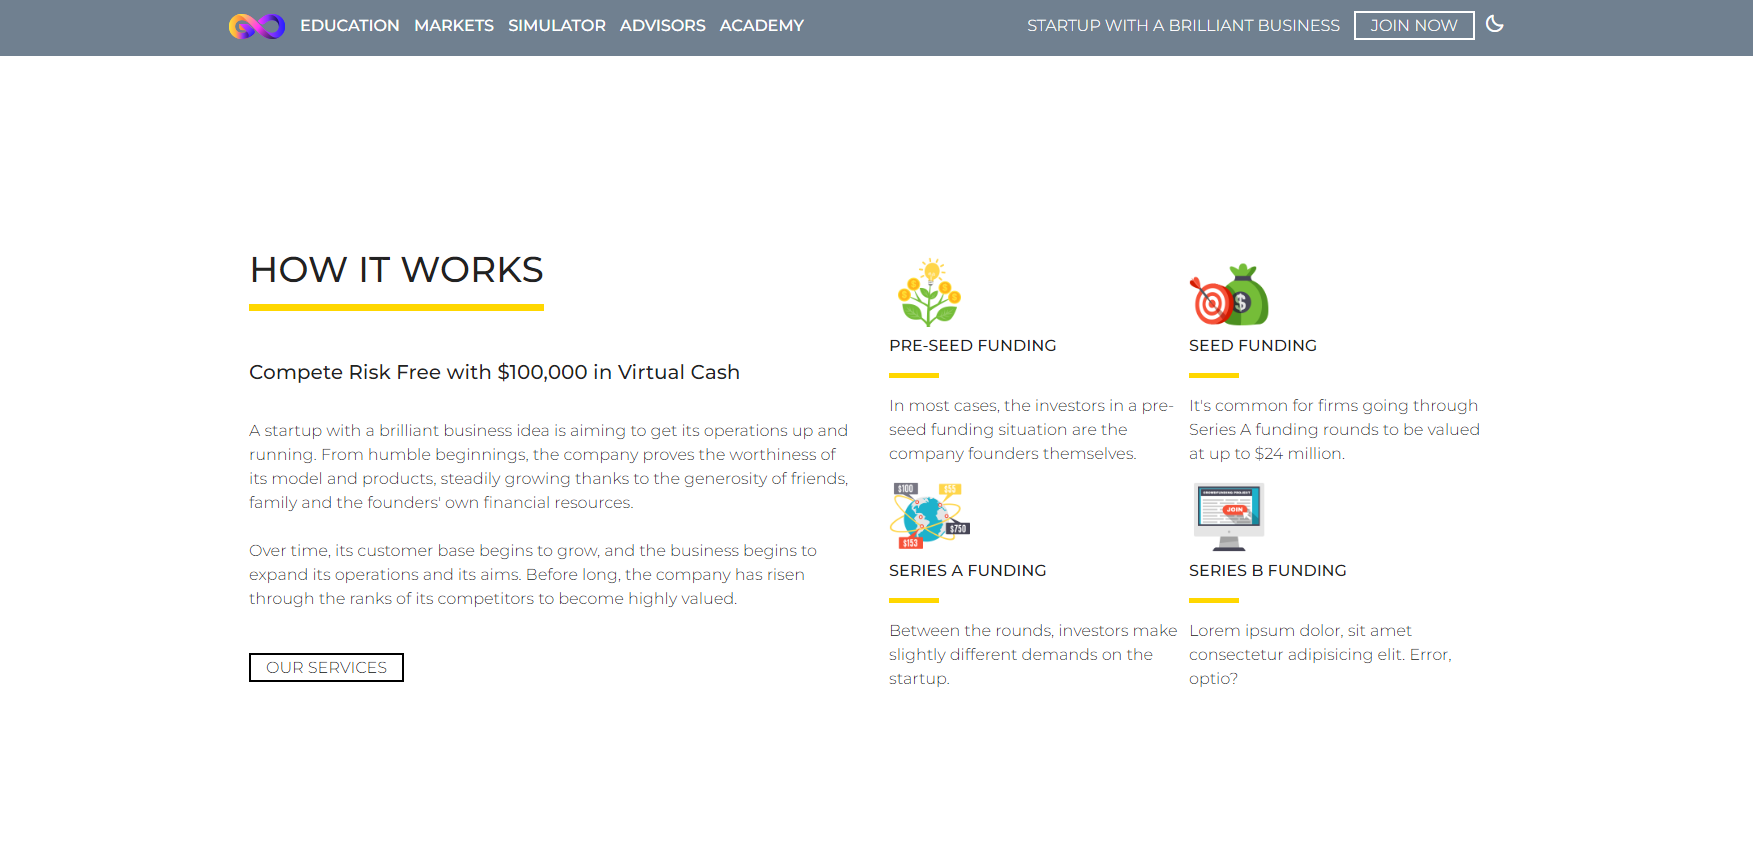 EDUCATION MARKETS SIMULATOR ADVISORS ACADEMY
STARTUP WITH A BRILLIANT BUSINESS JOIN NOW
HOW IT WORKS
Compete Risk Free with $100,000 in Virtual Cash
A startup with a brilliant business idea is aiming to get its operations up and
running. From humble beginnings, the company proves the worthiness of
its model and products, steadily growing thanks to the generosity of friends,
family and the founders' own financial resources.
Over time, its customer base begins to grow, and the business begins to
expand its operations and its aims. Before long, the company has risen
through the ranks of its competitors to become highly valued.
OUR SERVICES
PRE-SEED FUNDING
In most cases, the investors in a pre-
seed funding situation are the
company founders themselves.
$
SEED FUNDING
It's common for firms going through
Series A funding rounds to be valued
at up to $24 million.
$100
$55
$750
$153
SERIES A FUNDING
Between the rounds, investors make
slightly different demands on the
startup.
CROWDFUNDING PROJECT
JOIN
SERIES B FUNDING
Lorem ipsum dolor, sit amet
consectetur adipisicing elit. Error,
optio?